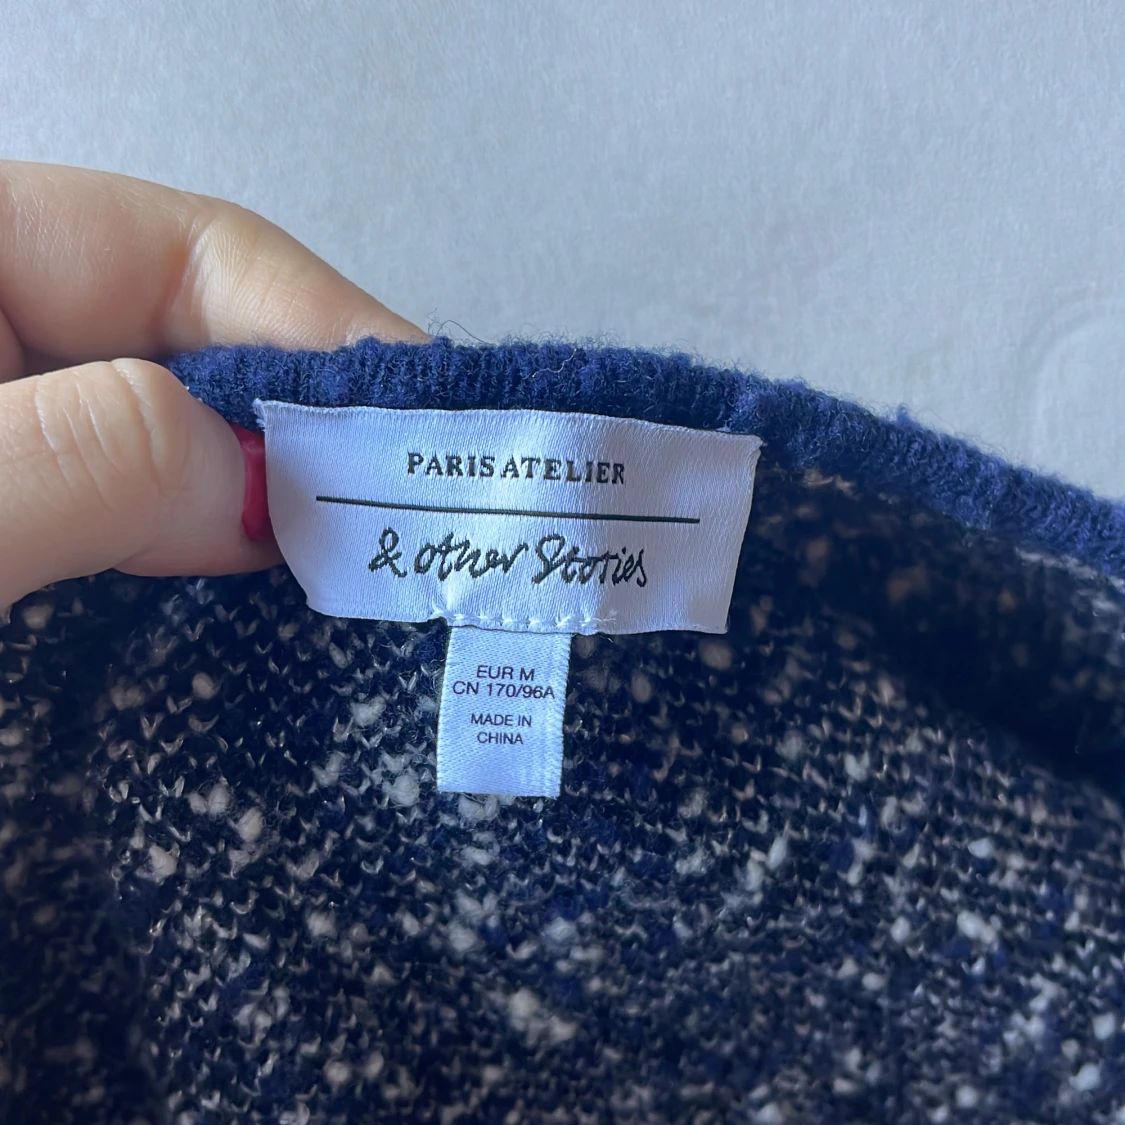 PARIS ATELIER
& other Stories
EUR M
CN 170/96A
MADE IN
CHINA